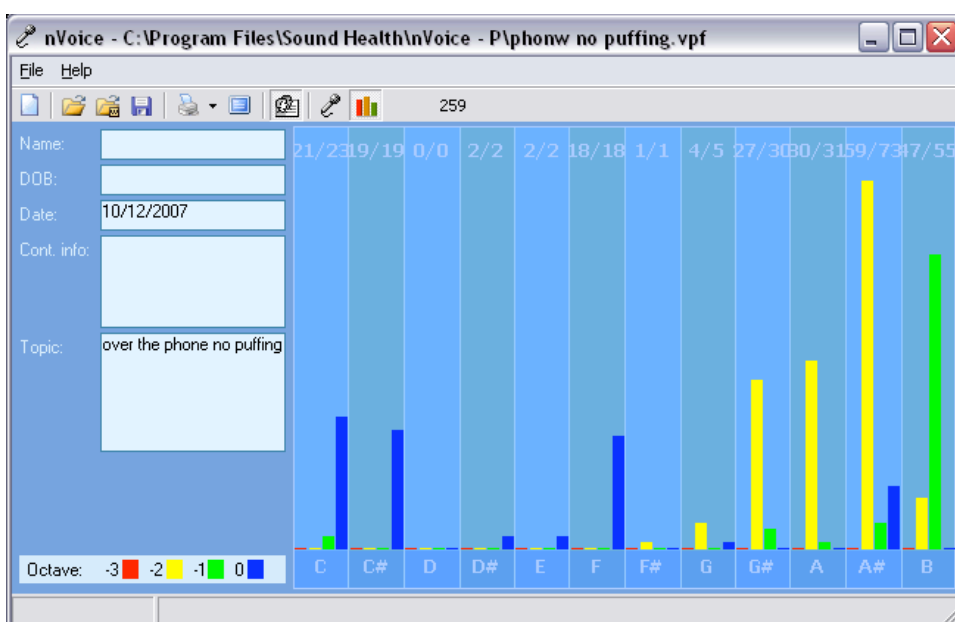 nVoice - C:\Program Files\Sound Health\nVoice - P\phonw no puffing.vpf
File Help
259
Name:
DOB:
Date: 10/12/2007
Cont. info:
Topic: over the phone no puffing
21/23 19/19 0/0 2/2 2/2 18/18 1/1 4/5 27/30 30/31 59/73 47/55
C C# D D# E F F# G G# A A# B
Octave: -3 -2 -1 0